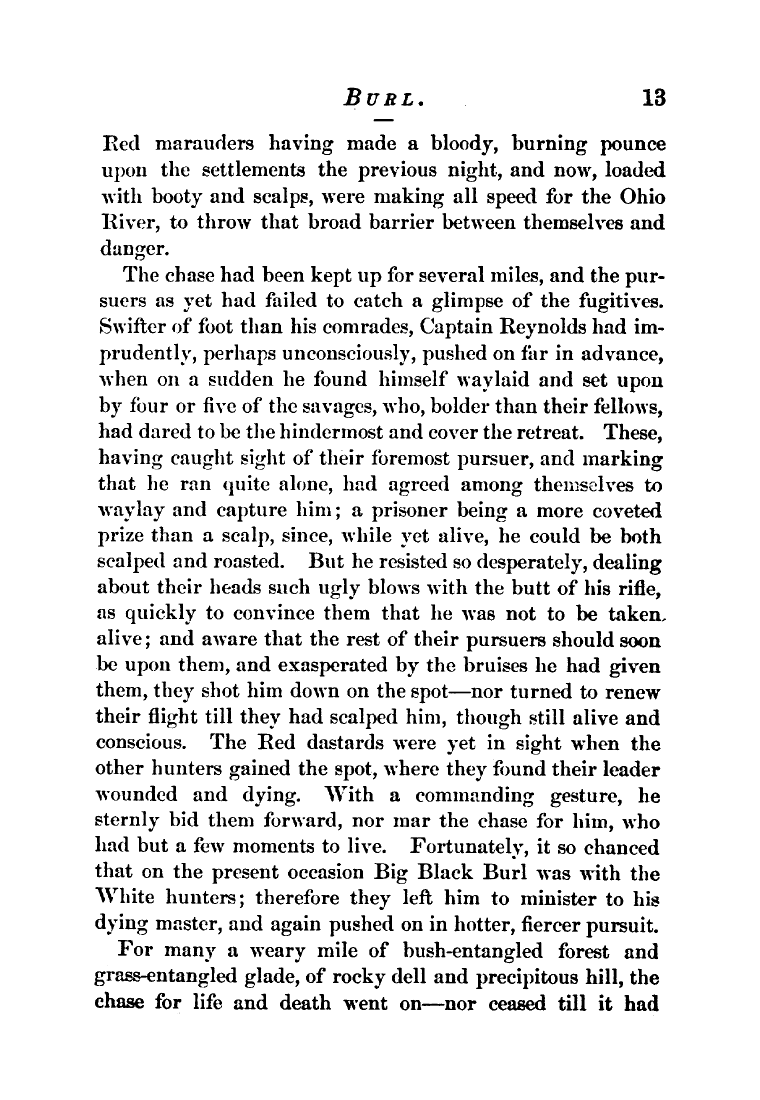 BURL. 13
Red marauders having made a bloody, burning pounce
upon the settlements the previous night, and now, loaded
with booty and scalps, were making all speed for the Ohio
River, to throw that broad barrier between themselves and
danger.
The chase had been kept up for several miles, and the pur-
suers as yet had failed to catch a glimpse of the fugitives.
Swifter of foot than his comrades, Captain Reynolds had im-
prudently, perhaps unconsciously, pushed on far in advance,
when on a sudden he found himself waylaid and set upon
by four or five of the savages, who, bolder than their fellows,
had dared to be the hindermost and cover the retreat. These,
having caught sight of their foremost pursuer, and marking
that he ran quite alone, had agreed among themselves to
waylay and capture him; a prisoner being a more coveted
prize than a scalp, since, while yet alive, he could be both
scalped and roasted. But he resisted so desperately, dealing
about their heads such ugly blows with the butt of his rifle,
as quickly to convince them that he was not to be taken
alive; and aware that the rest of their pursuers should soon
be upon them, and exasperated by the bruises he had given
them, they shot him down on the spot—nor turned to renew
their flight till they had scalped him, though still alive and
conscious. The Red dastards were yet in sight when the
other hunters gained the spot, where they found their leader
wounded and dying. With a commanding gesture, he
sternly bid them forward, nor mar the chase for him, who
had but a few moments to live. Fortunately, it so chanced
that on the present occasion Big Black Burl was with the
White hunters; therefore they left him to minister to his
dying master, and again pushed on in hotter, fiercer pursuit.
For many a weary mile of bush-entangled forest and
grass-entangled glade, of rocky dell and precipitous hill, the
chase for life and death went on—nor ceased till it had